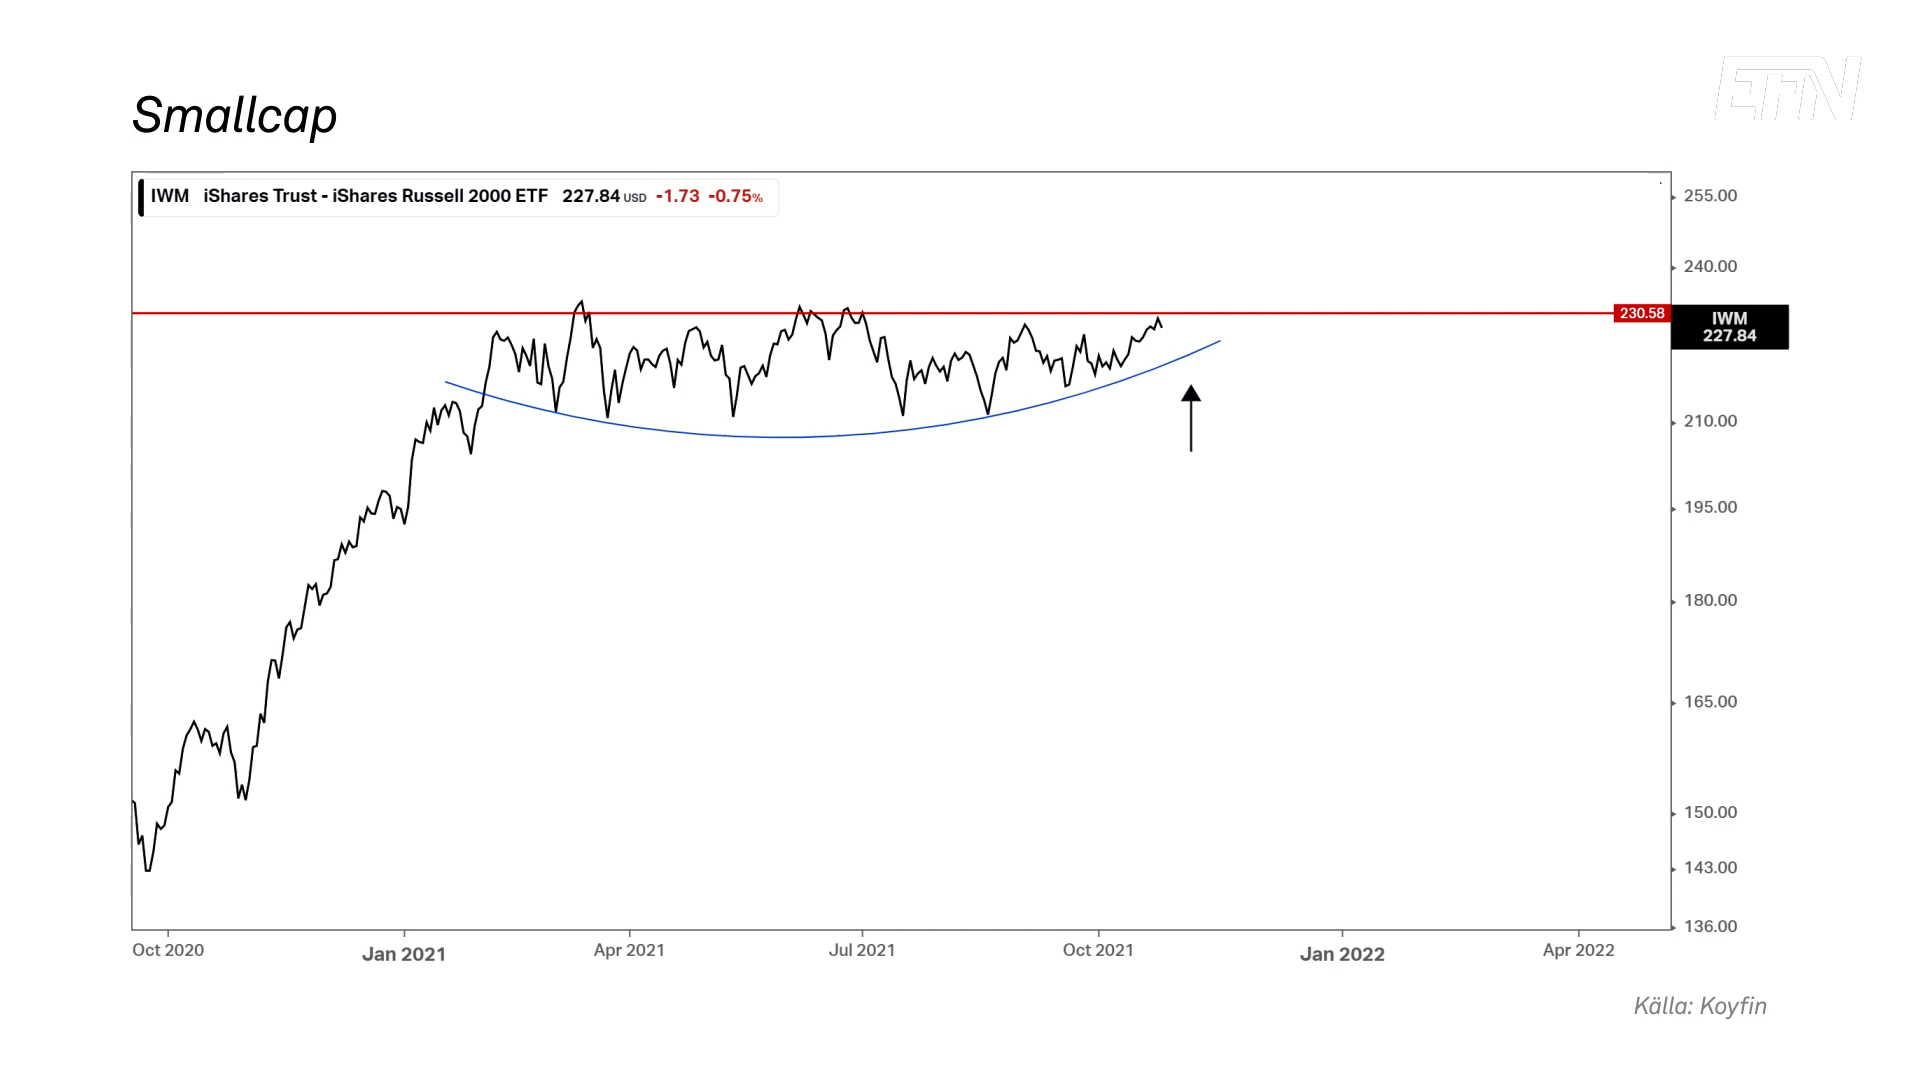 ETFN
Smallcap
IWM iShares Trust - iShares Russell 2000 ETF 227.84 USD -1.73 -0.75%
255.00
240.00
230.58
IWM
227.84
210.00
195.00
180.00
165.00
150.00
143.00
136.00
Oct 2020 Jan 2021 Apr 2021 Jul 2021 Oct 2021 Jan 2022 Apr 2022
Källa: Koyfin